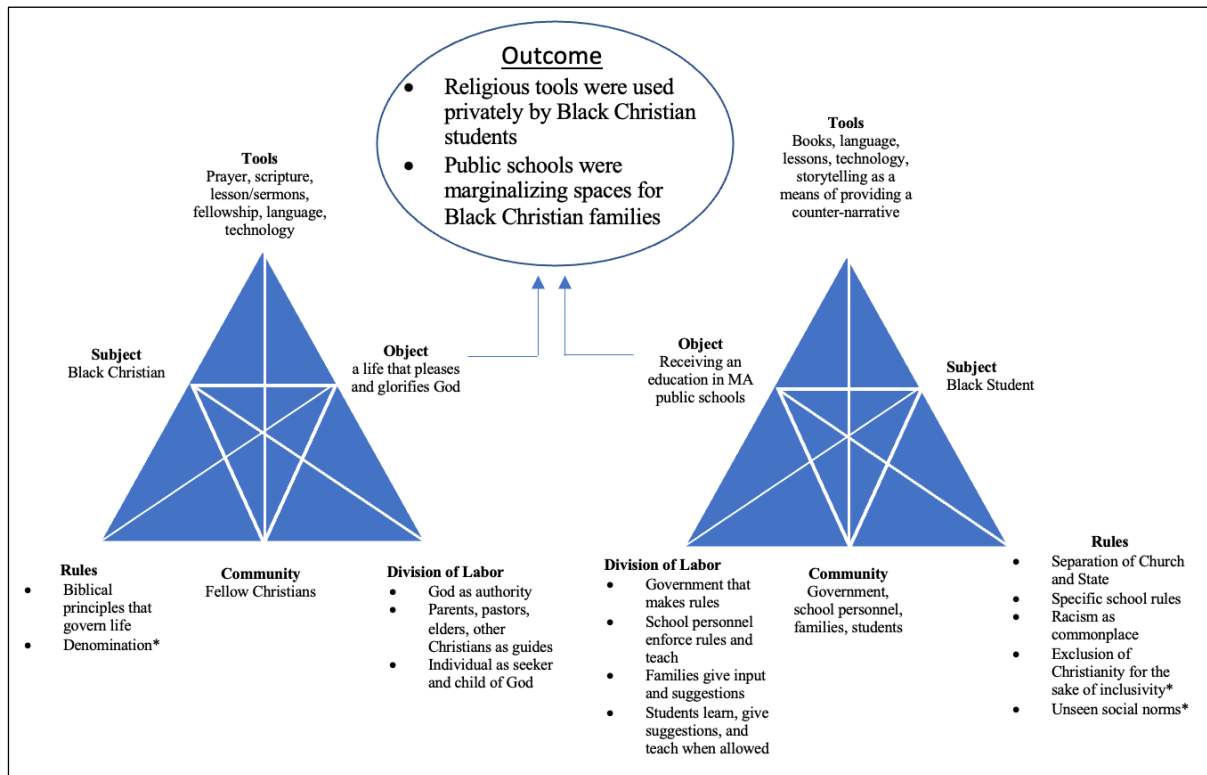 Outcome
• Religious tools were used
privately by Black Christian
students
• Public schools were
marginalizing spaces for
Black Christian families
Tools
Prayer, scripture,
lesson/sermons,
fellowship, language,
technology
Tools
Books, language,
lessons, technology,
storytelling as a
means of providing a
counter-narrative
Subject
Black Christian
Object
a life that pleases
and glorifies God
Object
Receiving an
education in MA
public schools
Subject
Black Student
Rules
• Biblical
principles that
govern life
• Denomination*
Community
Fellow Christians
Division of Labor
• God as authority
• Parents, pastors,
elders, other
Christians as guides
• Individual as seeker
and child of God
Division of Labor
• Government that
makes rules
• School personnel
enforce rules and
teach
• Families give input
and suggestions
• Students learn, give
suggestions, and
teach when allowed
Community
Government,
school personnel,
families, students
Rules
• Separation of Church
and State
• Specific school rules
• Racism as
commonplace
• Exclusion of
Christianity for the
sake of inclusivity*
• Unseen social norms*